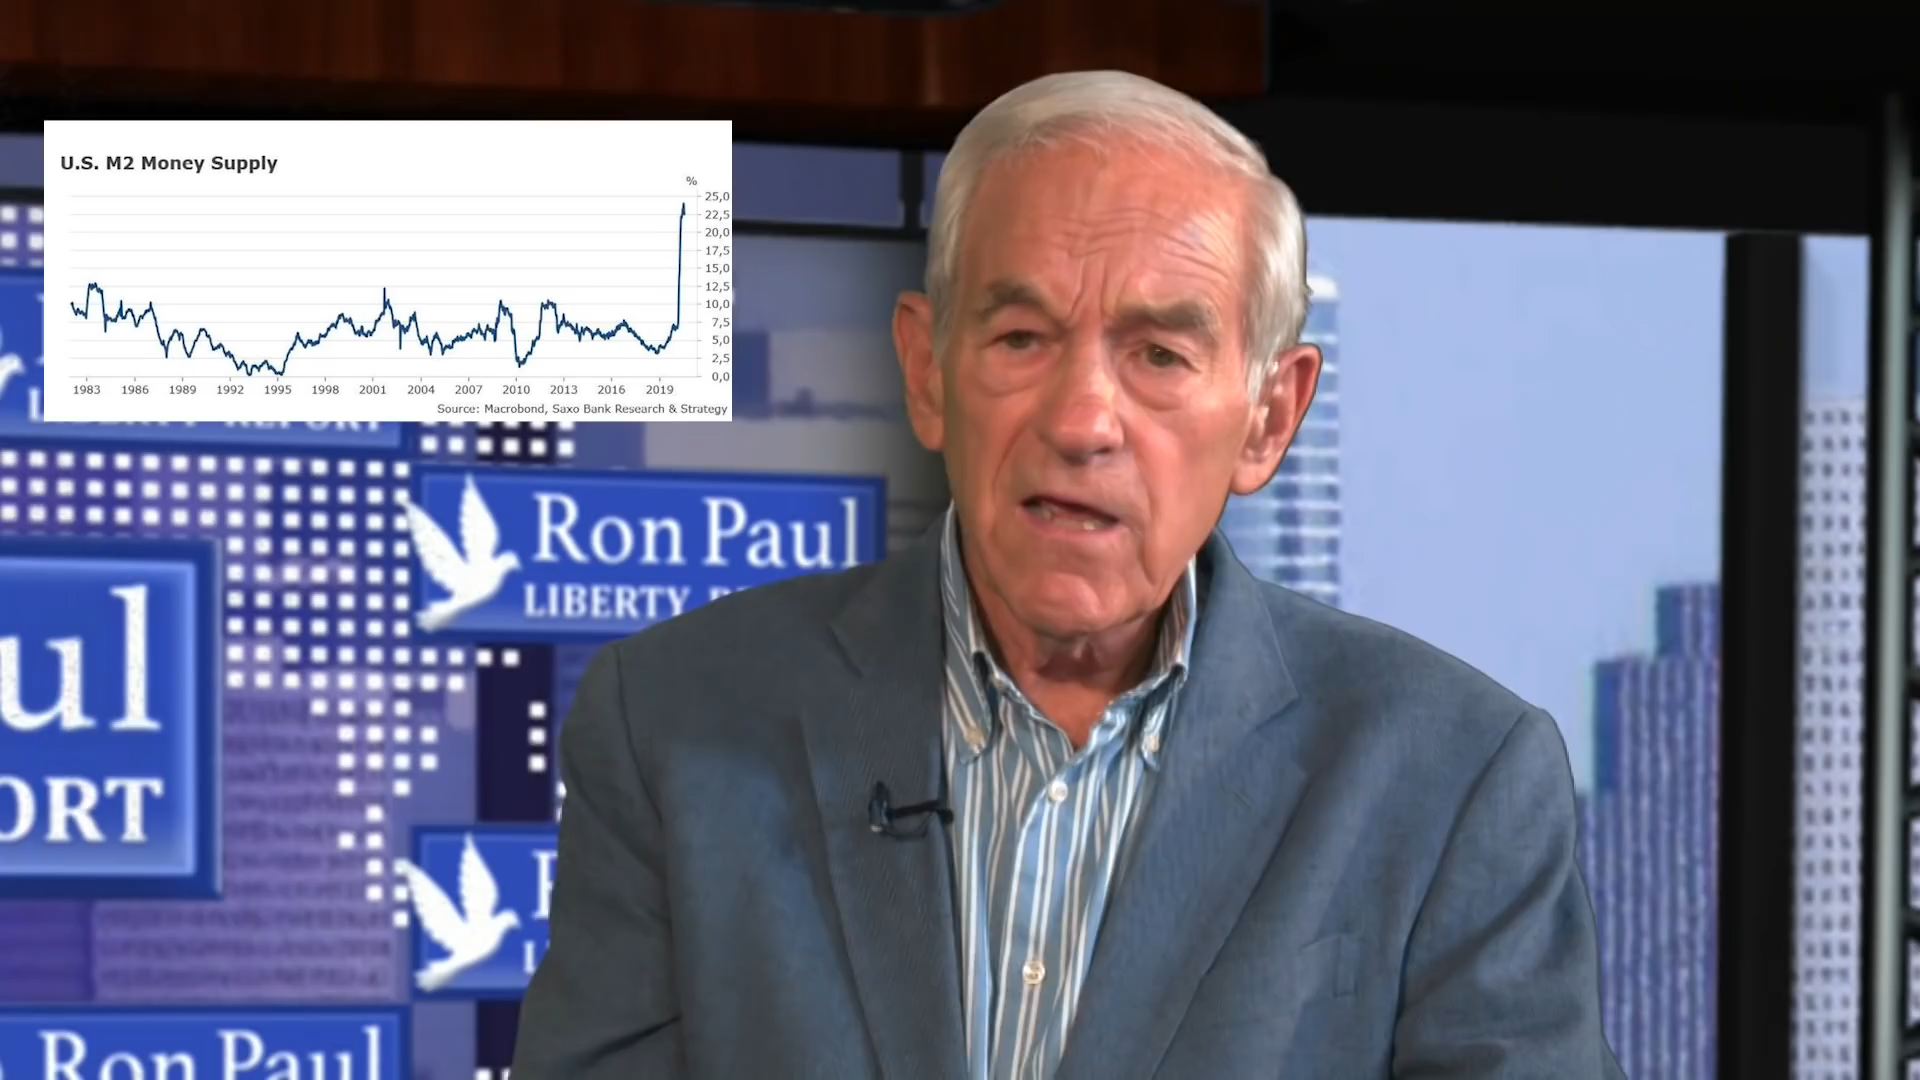 U.S. M2 Money Supply
%
25,0
22,5
20,0
17,5
15,0
12,5
10,0
7,5
5,0
2,5
0,0
1983 1986 1989 1992 1995 1998 2001 2004 2007 2010 2013 2016 2019
Source: Macrobond, Saxo Bank Research & Strategy
LIBERTY REPORT
Ron Paul
LIBERTY
ul
ORT
R
L
Ron Paul